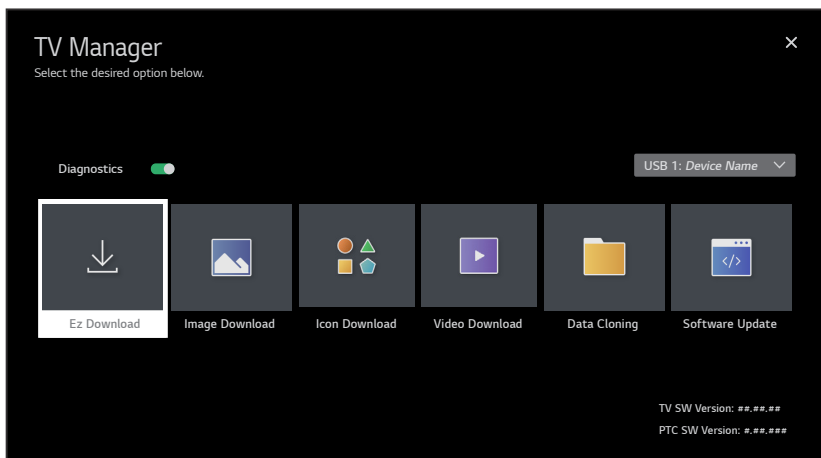 TV Manager
Select the desired option below.
Diagnostics
USB 1: Device Name
Ez Download
Image Download
Icon Download
Video Download
Data Cloning
Software Update
TV SW Version: ##.##.##
PTC SW Version: #.##.###